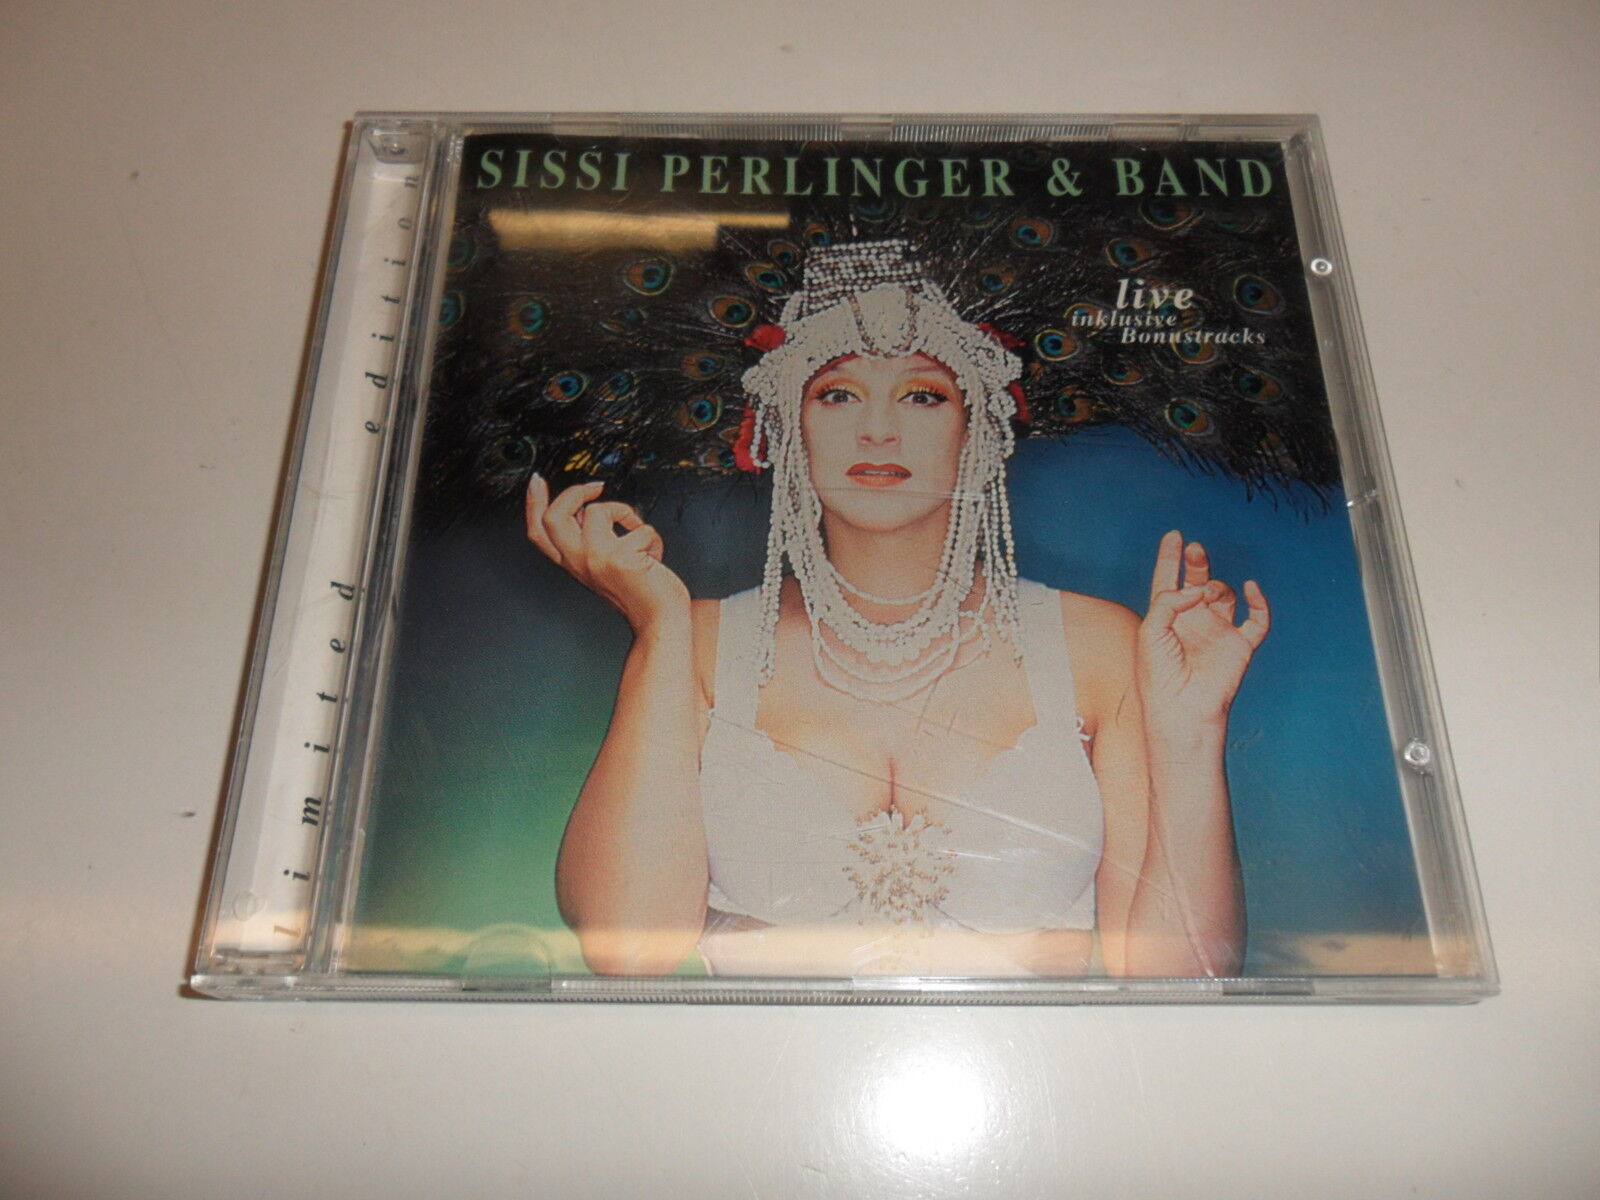 SISSI PERLINGER & BAND
live
inklusive
Bonustracks
limited edition